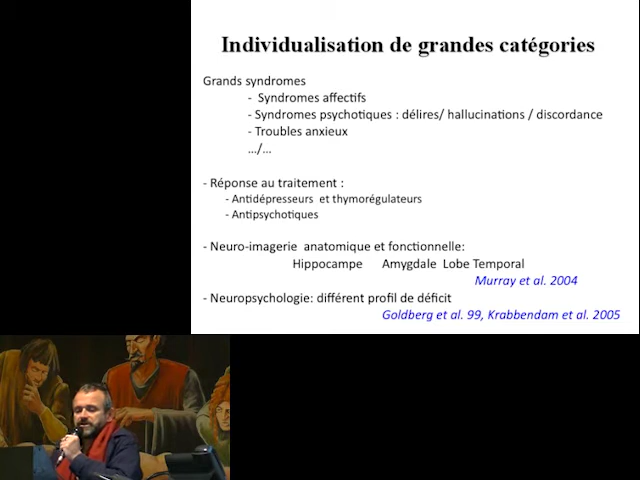 Individualisation de grandes catégories
Grands syndromes
- Syndromes affectifs
- Syndromes psychotiques : délires/ hallucinations / discordance
- Troubles anxieux
.../...
- Réponse au traitement :
- Antidépresseurs et thymorégulateurs
- Antipsychotiques
- Neuro-imagerie anatomique et fonctionnelle:
Hippocampe Amygdale Lobe Temporal
Murray et al. 2004
- Neuropsychologie: différent profil de déficit
Goldberg et al. 99, Krabbendam et al. 2005